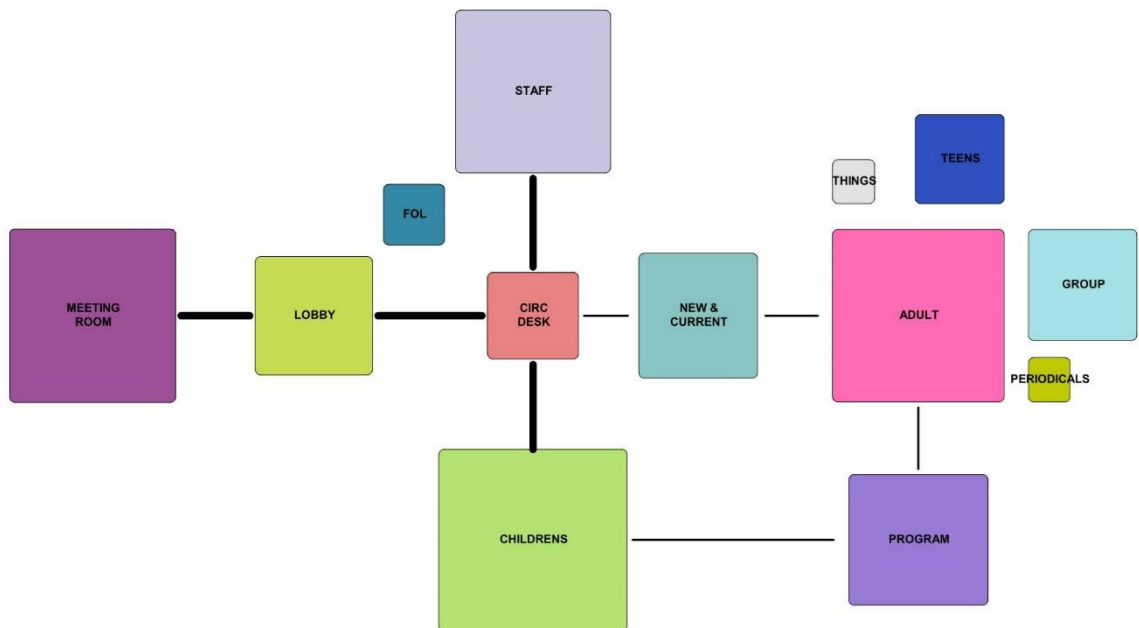 STAFF
TEENS
THINGS
FOL
MEETING
ROOM
LOBBY
CIRC
DESK
NEW &
CURRENT
ADULT
GROUP
PERIODICALS
CHILDRENS
PROGRAM